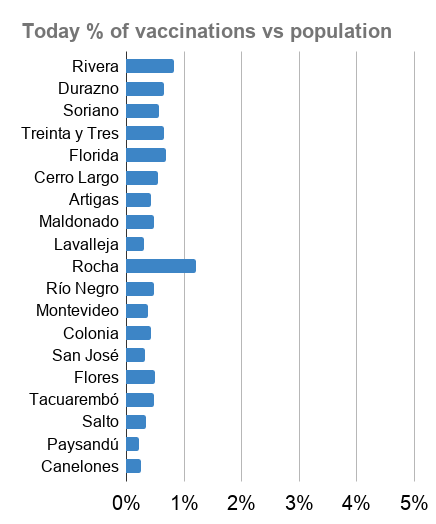 Today % of vaccinations vs population
Rivera
Durazno
Soriano
Treinta y Tres
Florida
Cerro Largo
Artigas
Maldonado
Lavalleja
Rocha
Río Negro
Montevideo
Colonia
San José
Flores
Tacuarembó
Salto
Paysandú
Canelones
0% 1% 2% 3% 4% 5%